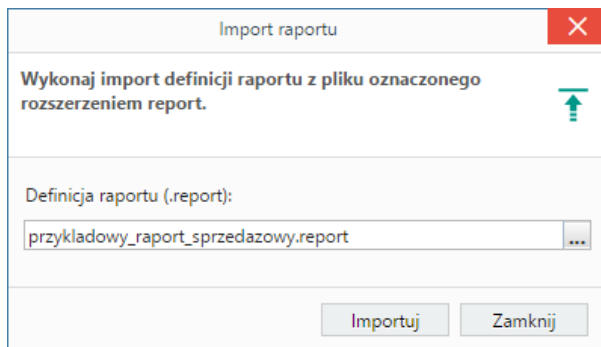 Import raportu
Wykonaj import definicji raportu z pliku oznaczonego
rozszerzeniem report.
Definicja raportu (.report):
przykladowy_raport_sprzedazowy.report
...
Importuj
Zamknij